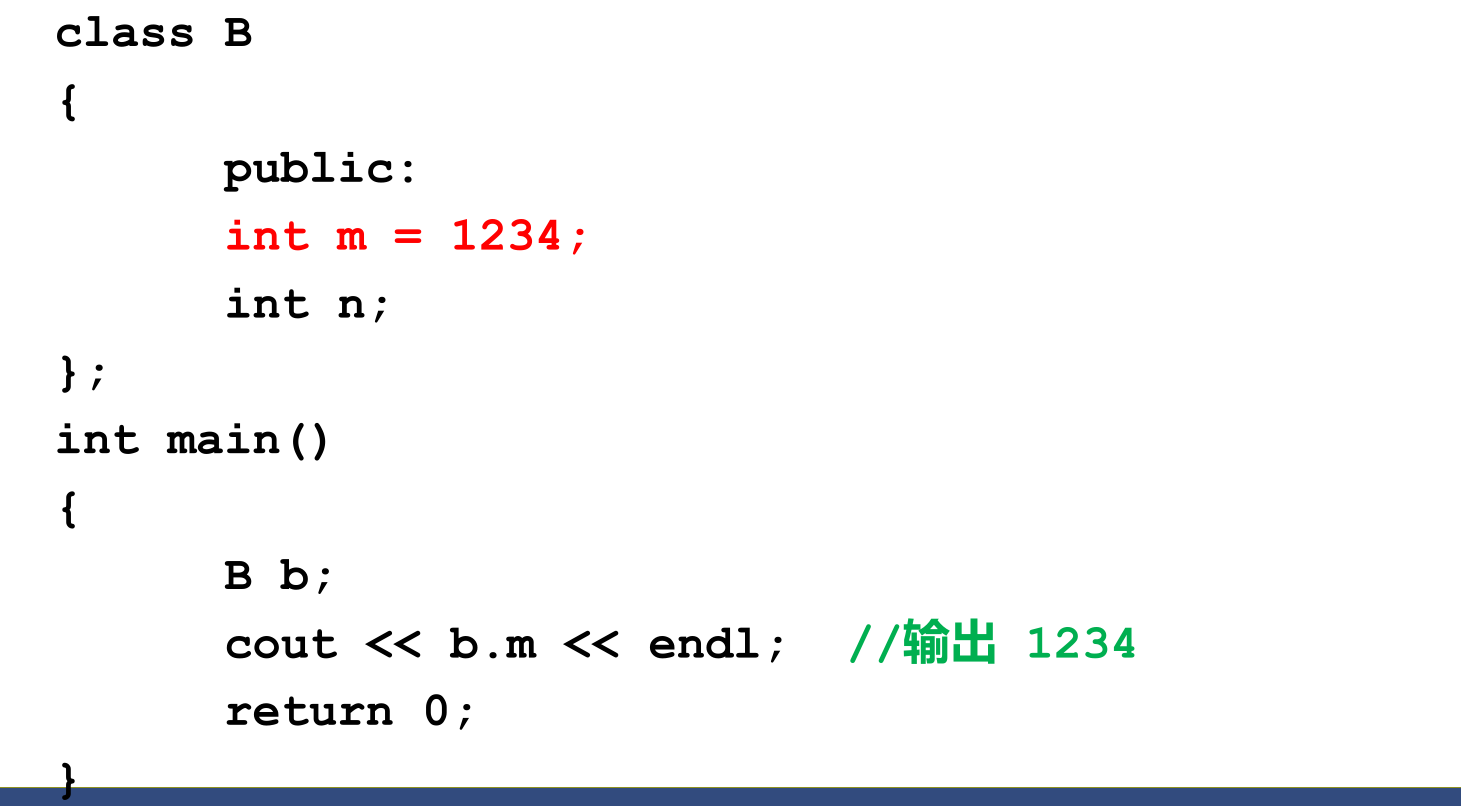 class B
{
public:
int m = 1234;
int n;
};
int main()
{
B b;
cout << b.m << endl; //输出 1234
return 0;
}